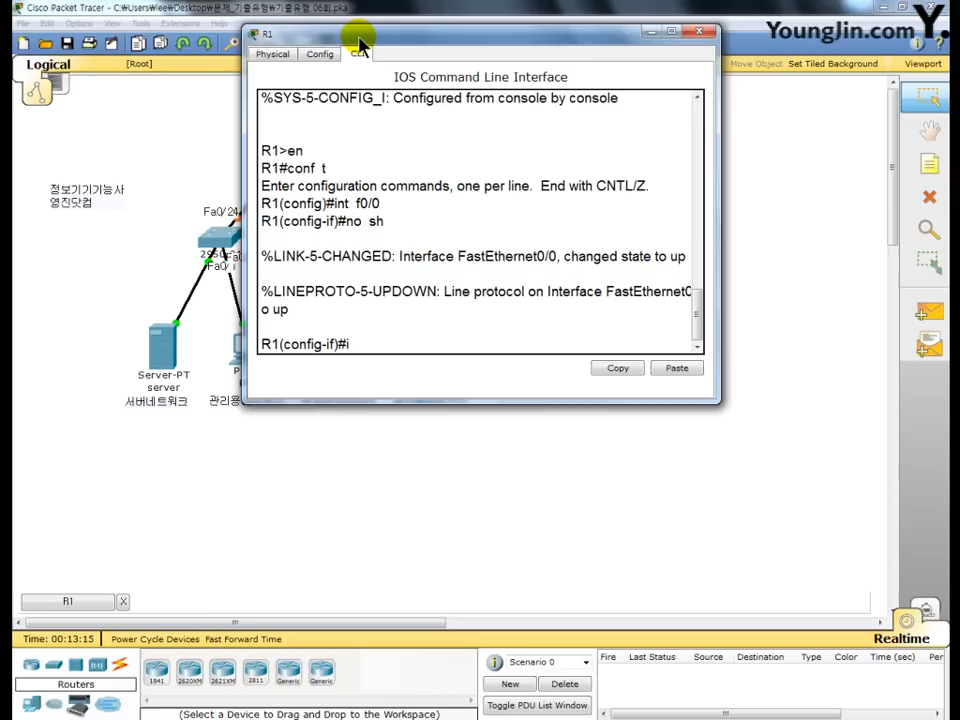 Cisco Packet Tracer - C:₩Users₩lee₩Desktop₩문제_기출유형₩기출유형 06회.pka
YoungJin.com Y.
File Edit Options View Tools Extensions Help
R1
Logical
[Root]
Move Object
Set Tiled Background
Viewport
Physical
Config
IOS Command Line Interface
%SYS-5-CONFIG_I: Configured from console by console
R1>en
R1#conf t
Enter configuration commands, one per line. End with CNTL/Z.
R1(config)#int f0/0
R1(config-if)#no sh
%LINK-5-CHANGED: Interface FastEthernet0/0, changed state to up
%LINEPROTO-5-UPDOWN: Line protocol on Interface FastEthernet0
o up
R1(config-if)#i
Copy
Paste
정보기기기능사
영진닷컴
Fa0/24
Server-PT
server
서버네트워크
관리용
R1
X
Time: 00:13:15
Power Cycle Devices Fast Forward Time
Realtime
Routers
1841
2620XM
2621XM
2811
Generic
Generic
(Select a Device to Drag and Drop to the Workspace)
Scenario 0
New
Delete
Toggle PDU List Window
Fire
Last Status
Source
Destination
Type
Color
Time (sec)
Per